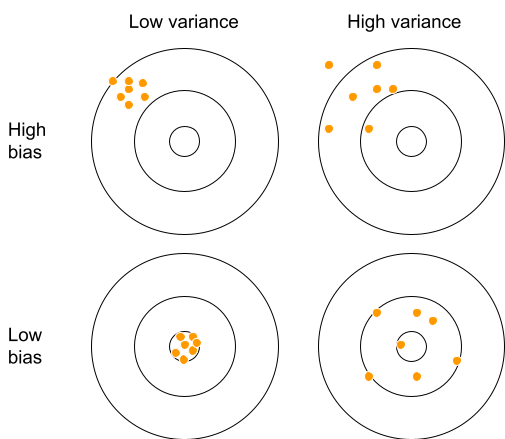 Low variance
High variance
High
bias
Low
bias